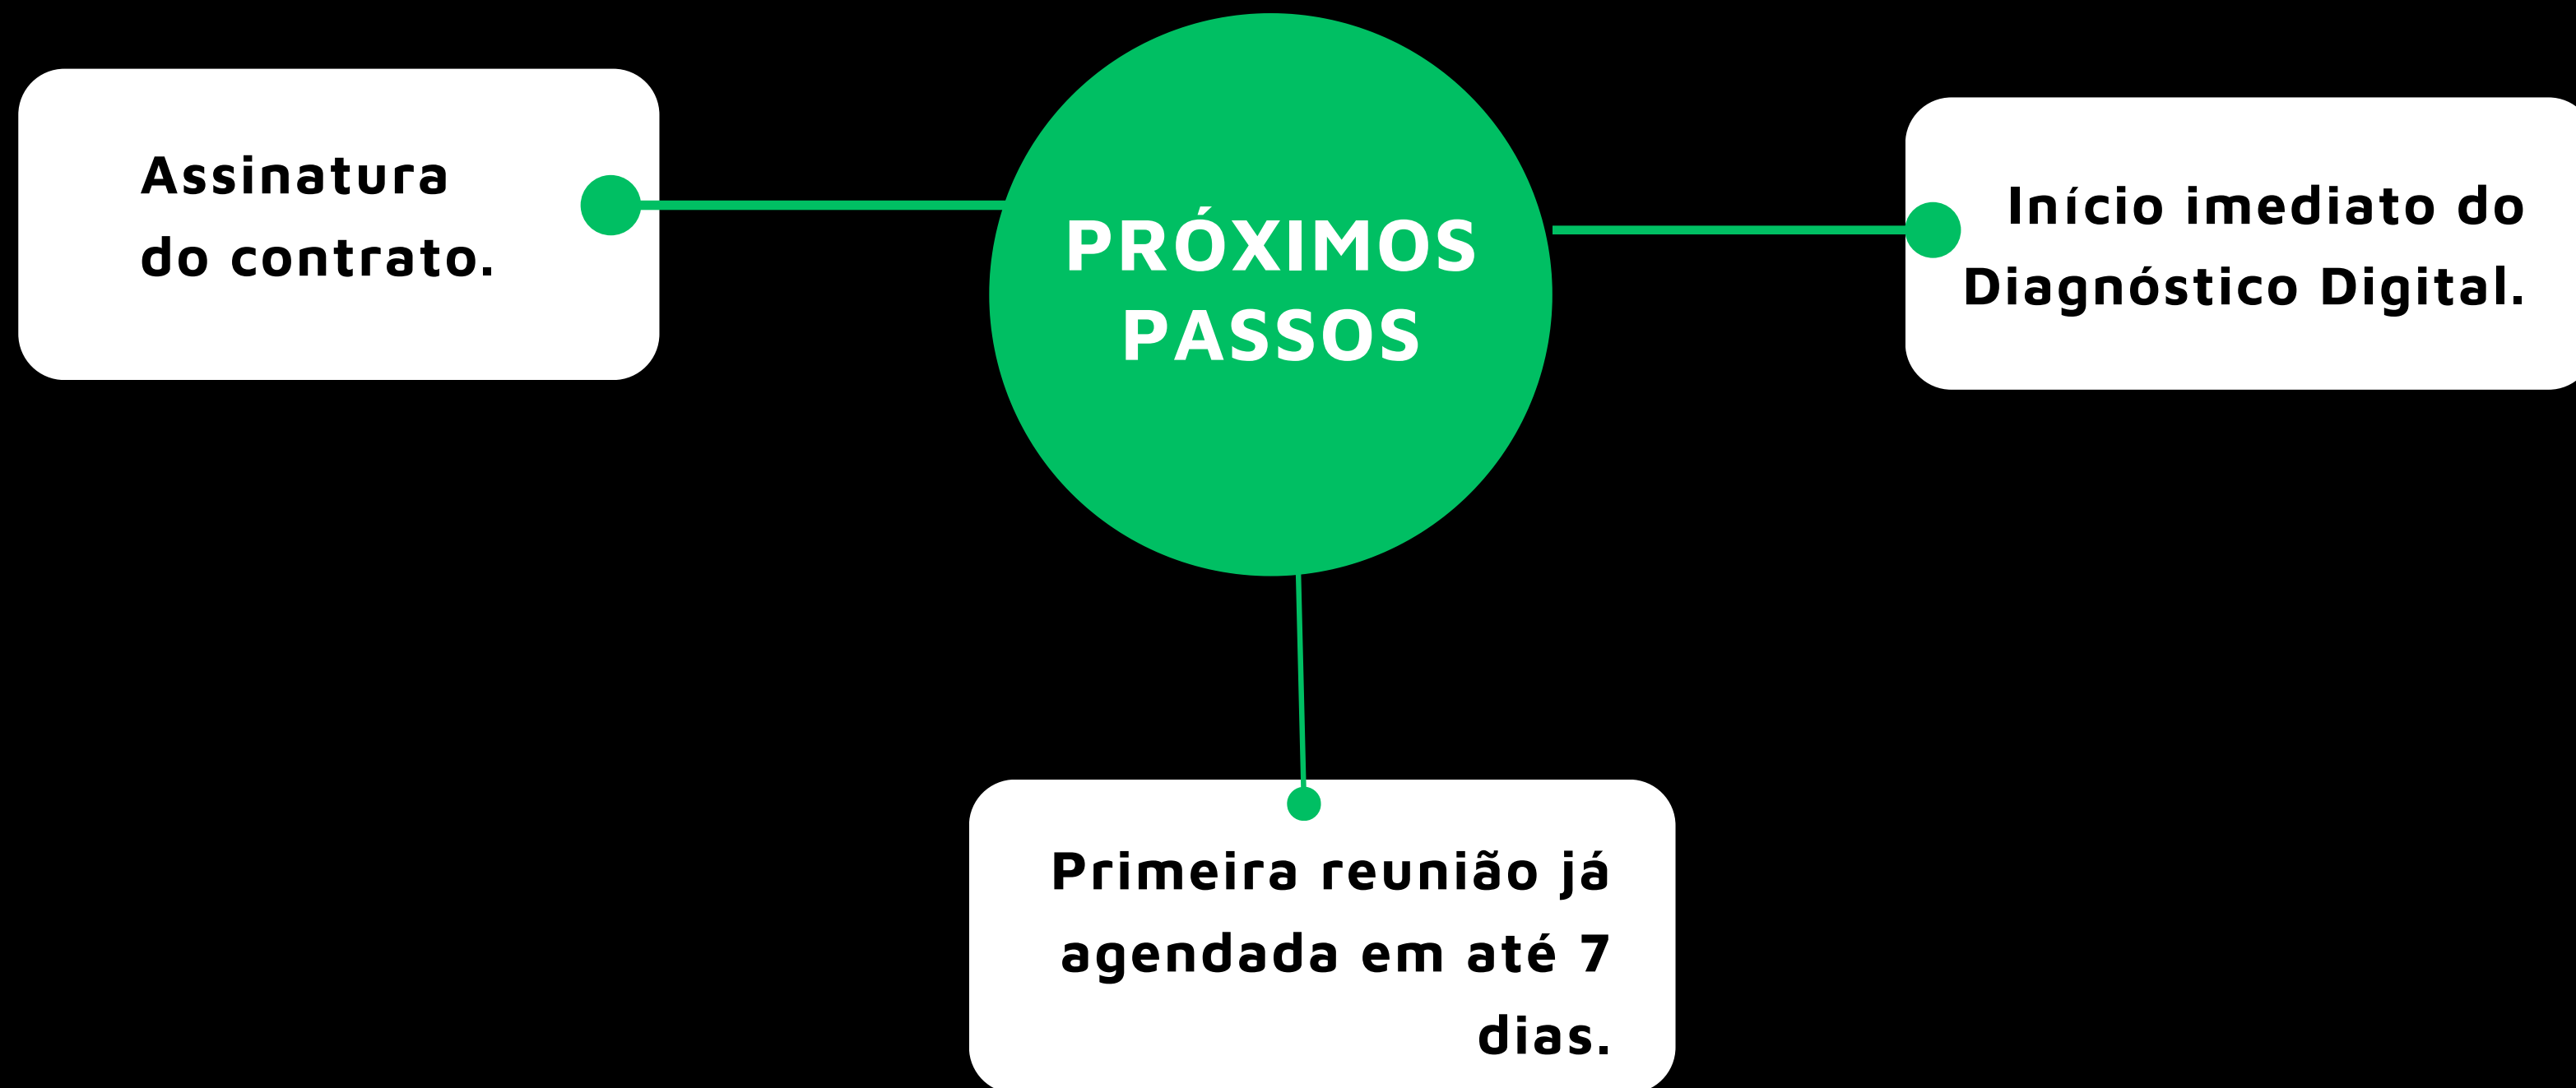 Assinatura
do contrato.
PRÓXIMOS
PASSOS
Início imediato do
Diagnóstico Digital.
Primeira reunião já
agendada em até 7
dias.